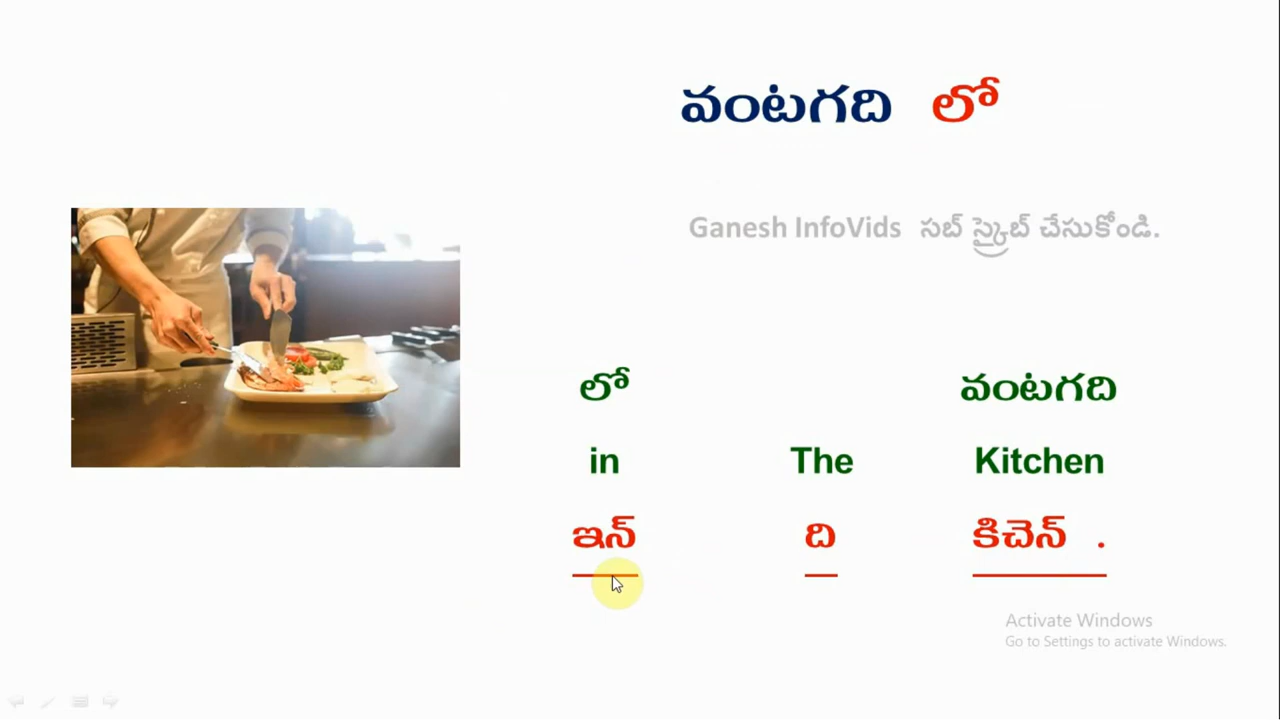 వంటగది లో
Ganesh InfoVids సబ్ స్క్రైబ్ చేసుకోండి.
లో వంటగది
in The Kitchen
ఇన్ ది కిచెన్ .
Activate Windows
Go to Settings to activate Windows.